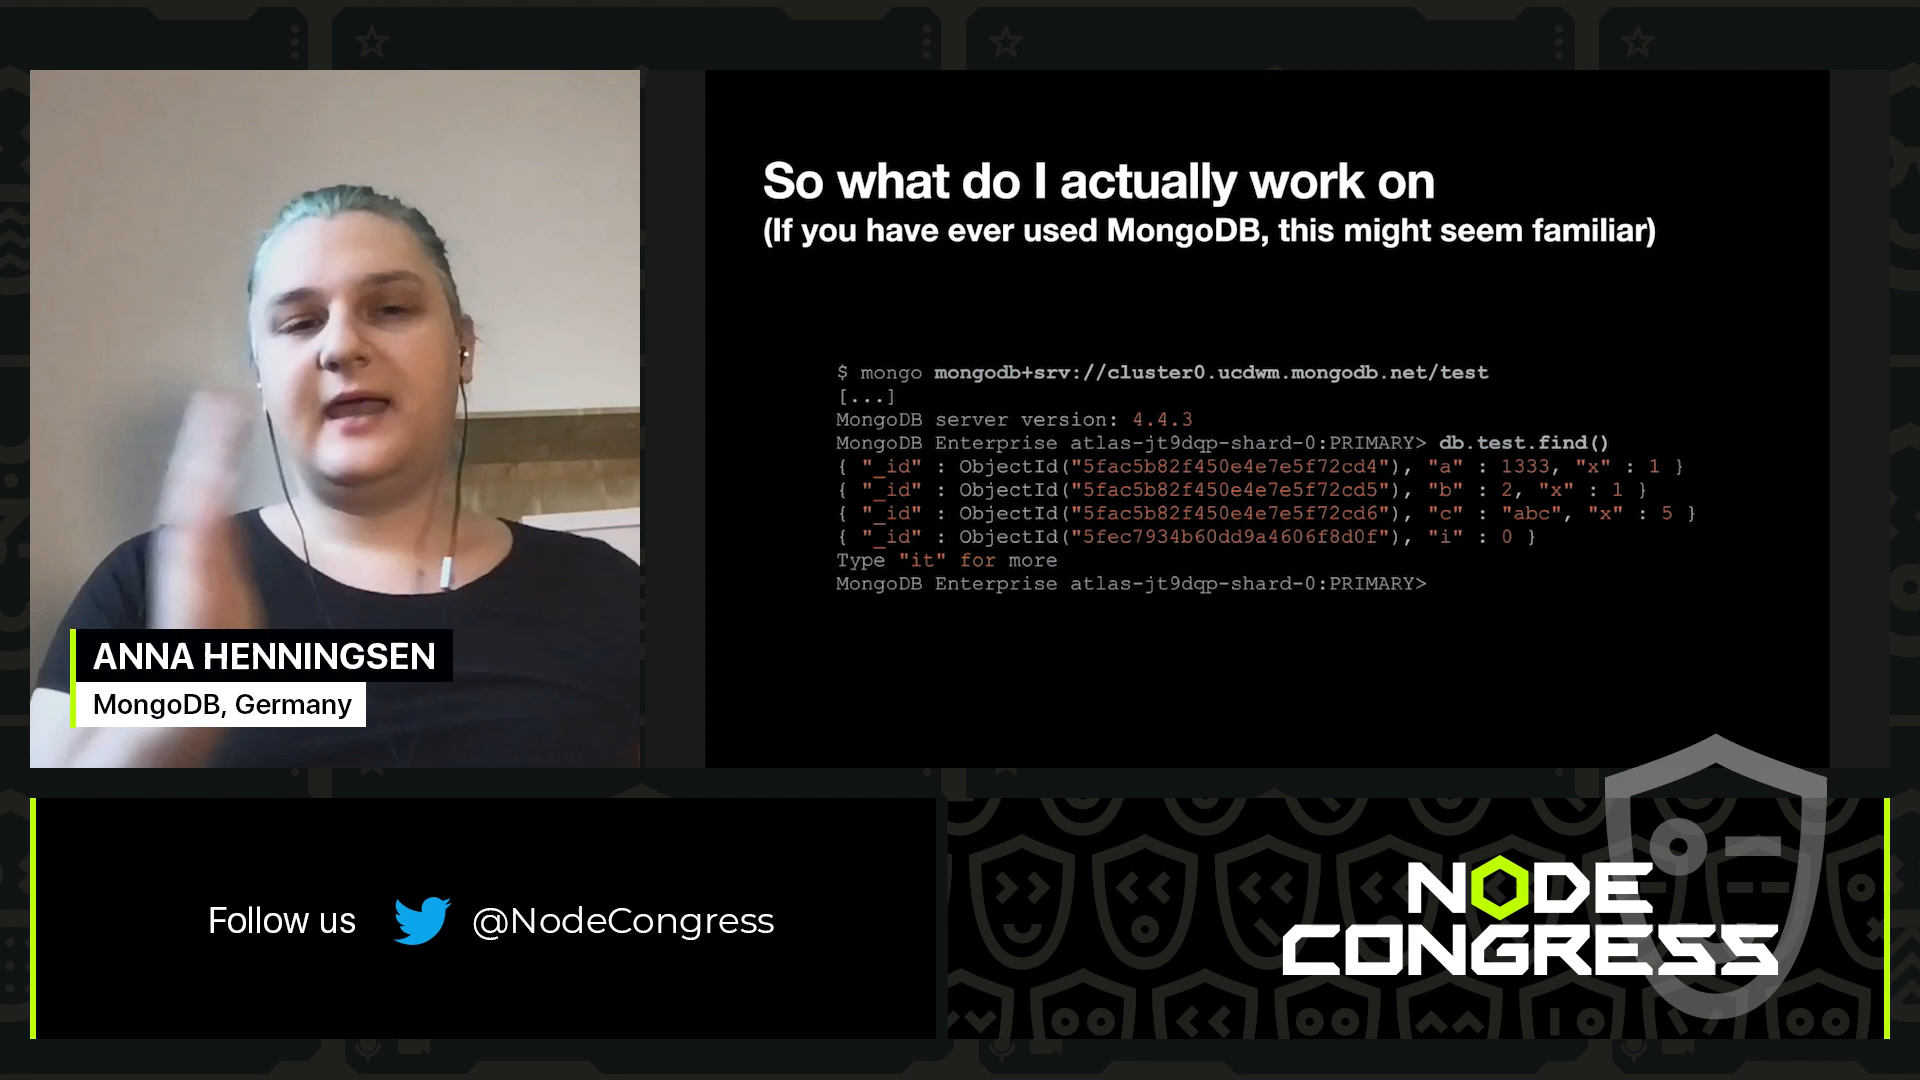 So what do I actually work on
(If you have ever used MongoDB, this might seem familiar)
$ mongo mongodb+srv://cluster0.ucdwm.mongodb.net/test
[...]
MongoDB server version: 4.4.3
MongoDB Enterprise atlas-jt9dqp-shard-0:PRIMARY> db.test.find()
{ "_id" : ObjectId("5fac5b82f450e4e7e5f72cd4"), "a" : 1333, "x" : 1 }
{ "_id" : ObjectId("5fac5b82f450e4e7e5f72cd5"), "b" : 2, "x" : 1 }
{ "_id" : ObjectId("5fac5b82f450e4e7e5f72cd6"), "c" : "abc", "x" : 5 }
{ "_id" : ObjectId("5fec7934b60dd9a4606f8d0f"), "i" : 0 }
Type "it" for more
MongoDB Enterprise atlas-jt9dqp-shard-0:PRIMARY>
ANNA HENNINGSEN
MongoDB, Germany
Follow us @NodeCongress
NODE
CONGRESS